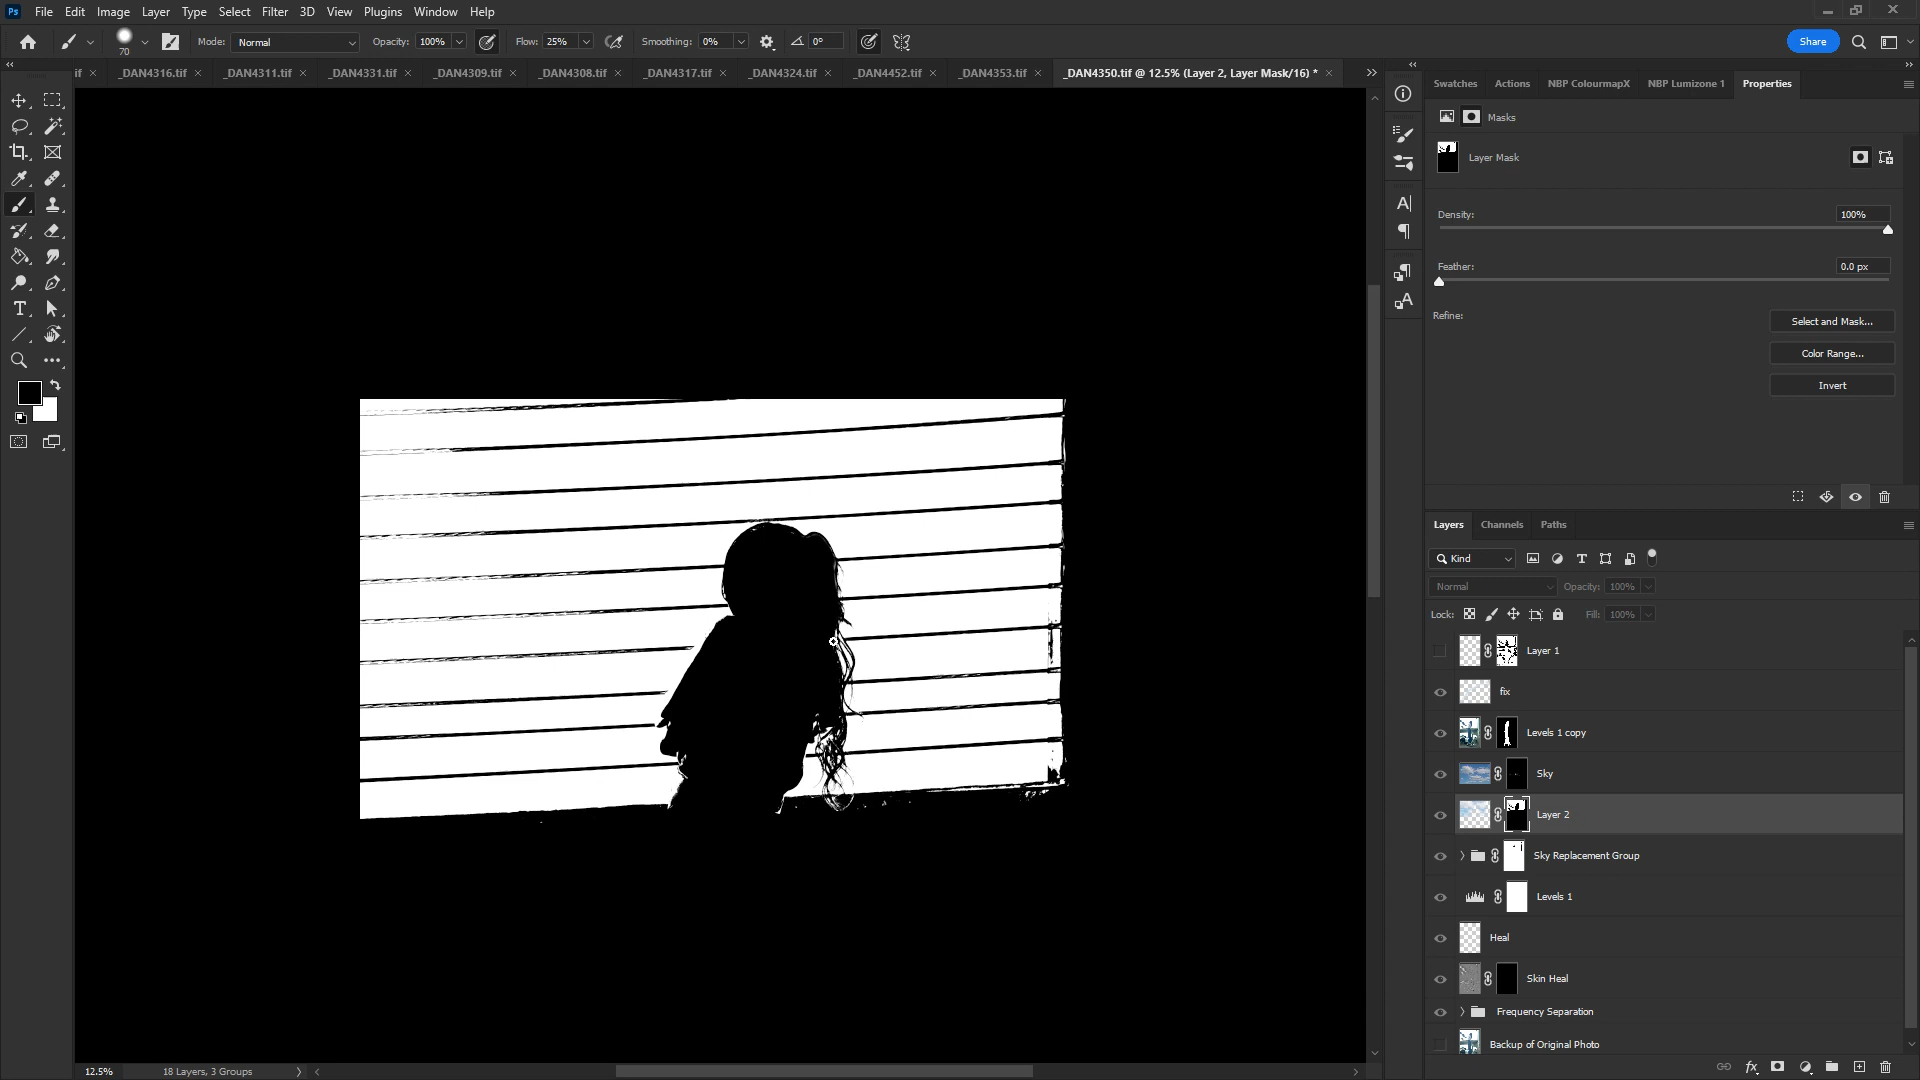 Ps File Edit Image Layer Type Select Filter 3D View Plugins Window Help
70 Mode: Normal Opacity: 100% Flow: 25% Smoothing: 0% 0° Share
if _DAN4316.tif _DAN4311.tif _DAN4331.tif _DAN4309.tif _DAN4308.tif _DAN4317.tif _DAN4324.tif _DAN4452.tif _DAN4353.tif _DAN4350.tif @ 12.5% (Layer 2, Layer Mask/16) *
Swatches Actions NBP ColourmapX NBP Lumizone 1 Properties
Masks
Layer Mask
Density: 100%
Feather: 0.0 px
Refine:
Select and Mask...
Color Range...
Invert
Layers Channels Paths
Kind
Normal Opacity: 100%
Lock: Fill: 100%
Layer 1
fix
Levels 1 copy
Sky
Layer 2
Sky Replacement Group
Levels 1
Heal
Skin Heal
Frequency Separation
Backup of Original Photo
12.5% 18 Layers, 3 Groups